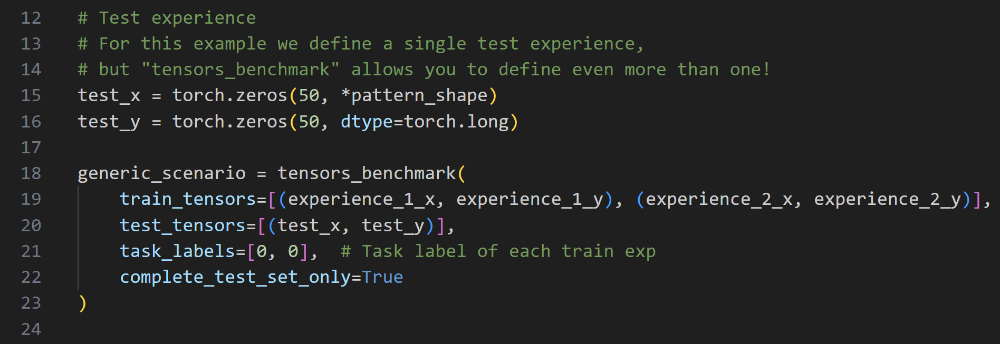 12 # Test experience
13 # For this example we define a single test experience,
14 # but "tensors_benchmark" allows you to define even more than one!
15 test_x = torch.zeros(50, *pattern_shape)
16 test_y = torch.zeros(50, dtype=torch.long)
17
18 generic_scenario = tensors_benchmark(
19     train_tensors=[(experience_1_x, experience_1_y), (experience_2_x, experience_2_y)],
20     test_tensors=[(test_x, test_y)],
21     task_labels=[0, 0],  # Task label of each train exp
22     complete_test_set_only=True
23 )
24